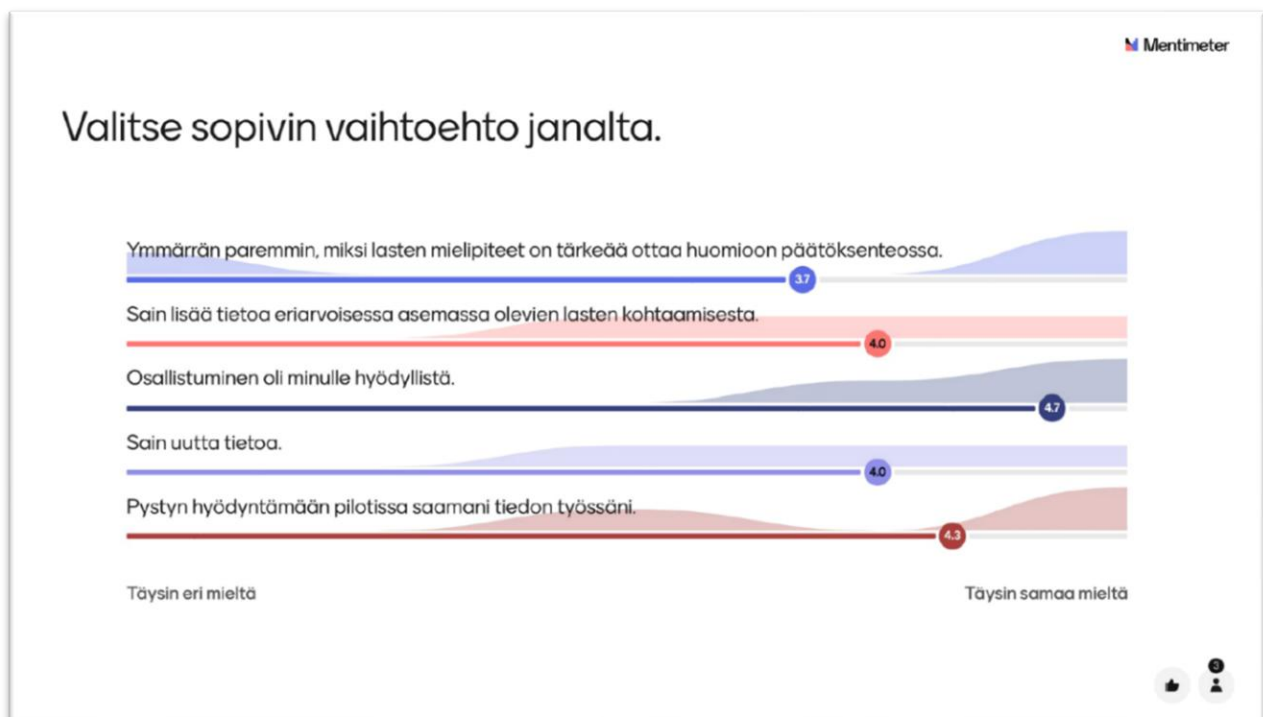 Mentimeter
Valitse sopivin vaihtoehto janalta.
Ymmärrän paremmin, miksi lasten mielipiteet on tärkeää ottaa huomioon päätöksenteossa.
3.7
Sain lisää tietoa eriarvoisessa asemassa olevien lasten kohtaamisesta.
4.0
Osallistuminen oli minulle hyödyllistä.
4.7
Sain uutta tietoa.
4.0
Pystyn hyödyntämään pilotissa saamani tiedon työssäni.
4.3
Täysin eri mieltä
Täysin samaa mieltä
3